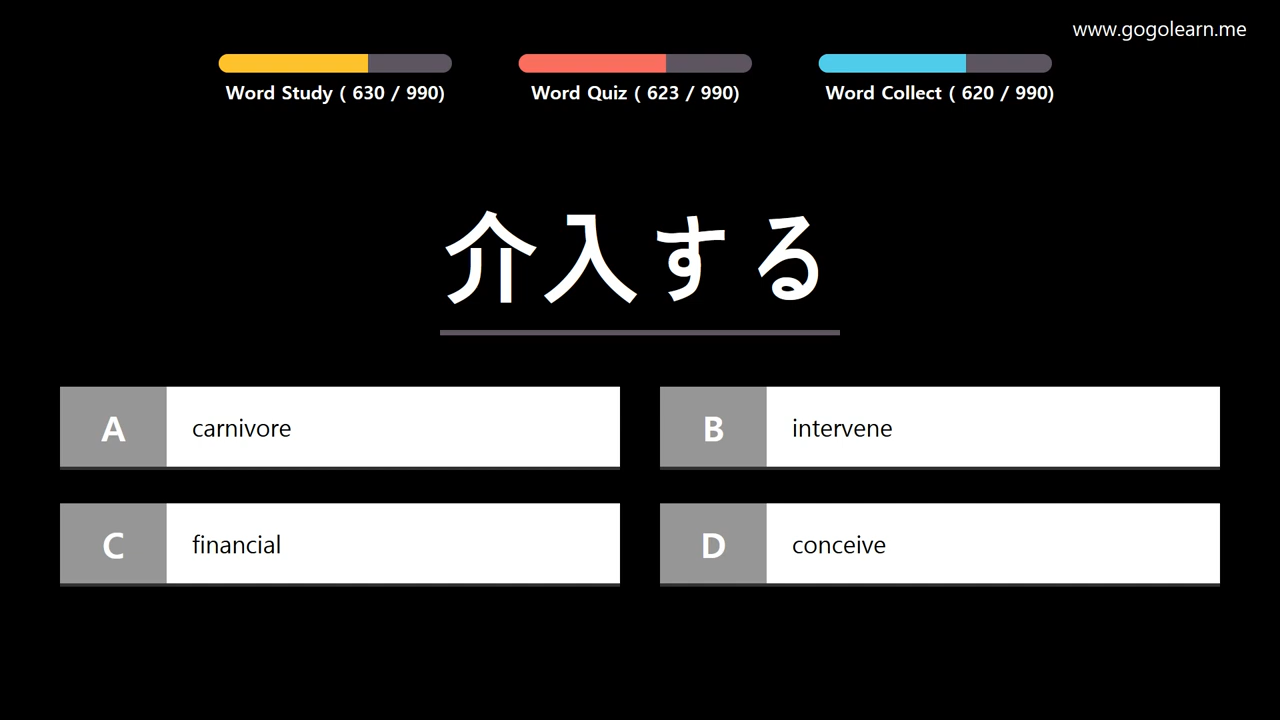 www.gogolearn.me
Word Study ( 630 / 990)
Word Quiz ( 623 / 990)
Word Collect ( 620 / 990)
介入する
A carnivore
B intervene
C financial
D conceive